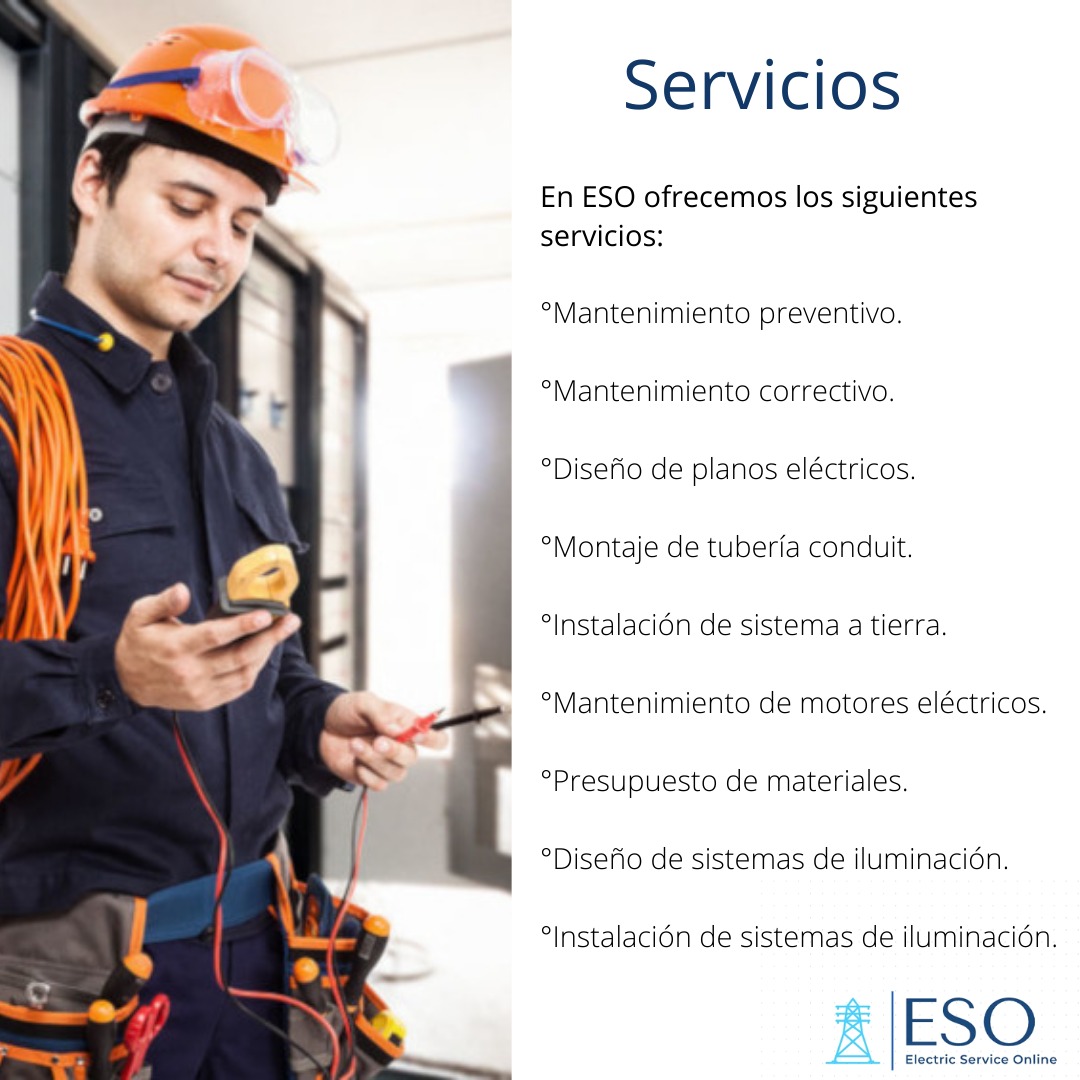 Servicios
En ESO ofrecemos los siguientes
servicios:
°Mantenimiento preventivo.
°Mantenimiento correctivo.
°Diseño de planos eléctricos.
°Montaje de tubería conduit.
°Instalación de sistema a tierra.
°Mantenimiento de motores eléctricos.
°Presupuesto de materiales.
°Diseño de sistemas de iluminación.
°Instalación de sistemas de iluminación.
ESO
Electric Service Online